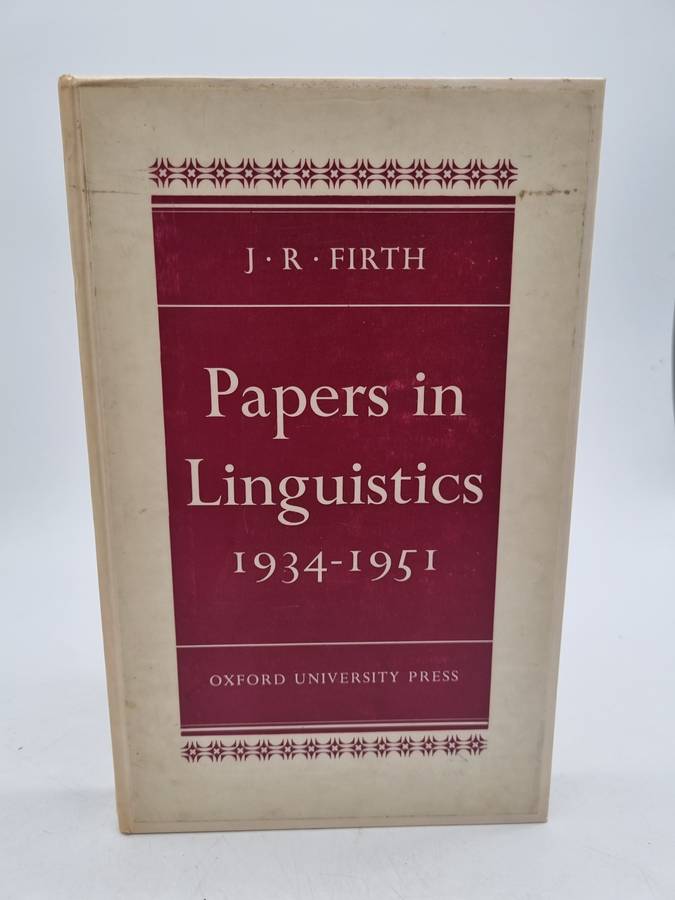 J · R · FIRTH
Papers in
Linguistics
1934-1951
OXFORD UNIVERSITY PRESS